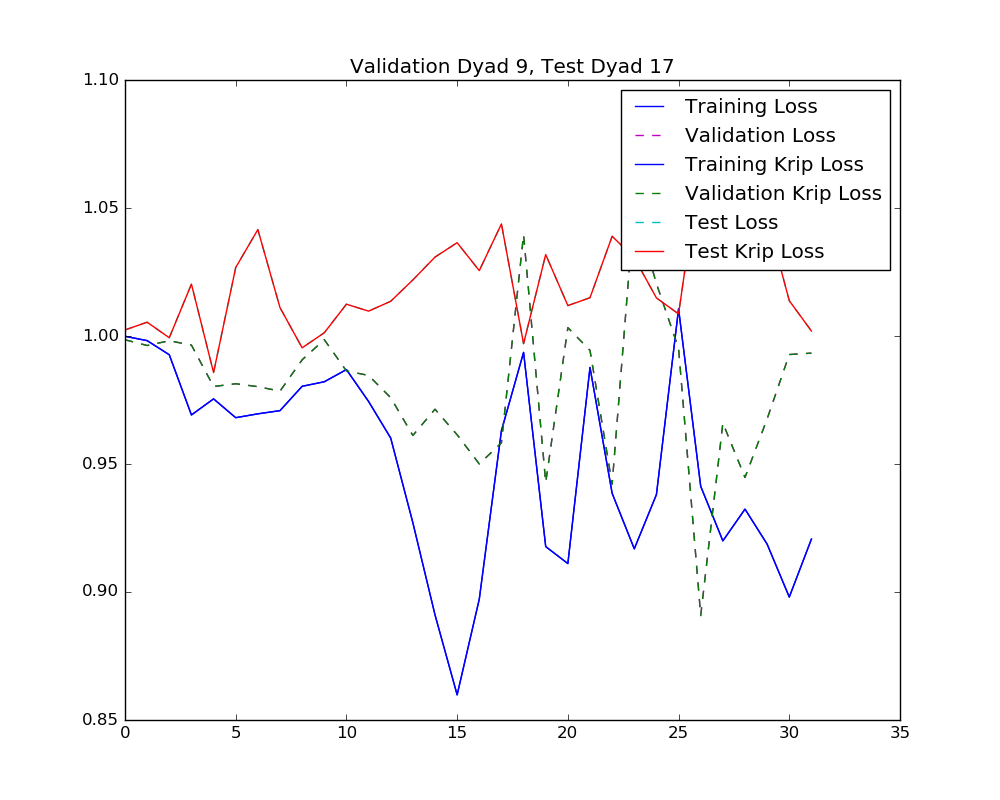 Validation Dyad 9, Test Dyad 17
1.10
1.05
1.00
0.95
0.90
0.85
0 5 10 15 20 25 30 35
Training Loss
Validation Loss
Training Krip Loss
Validation Krip Loss
Test Loss
Test Krip Loss